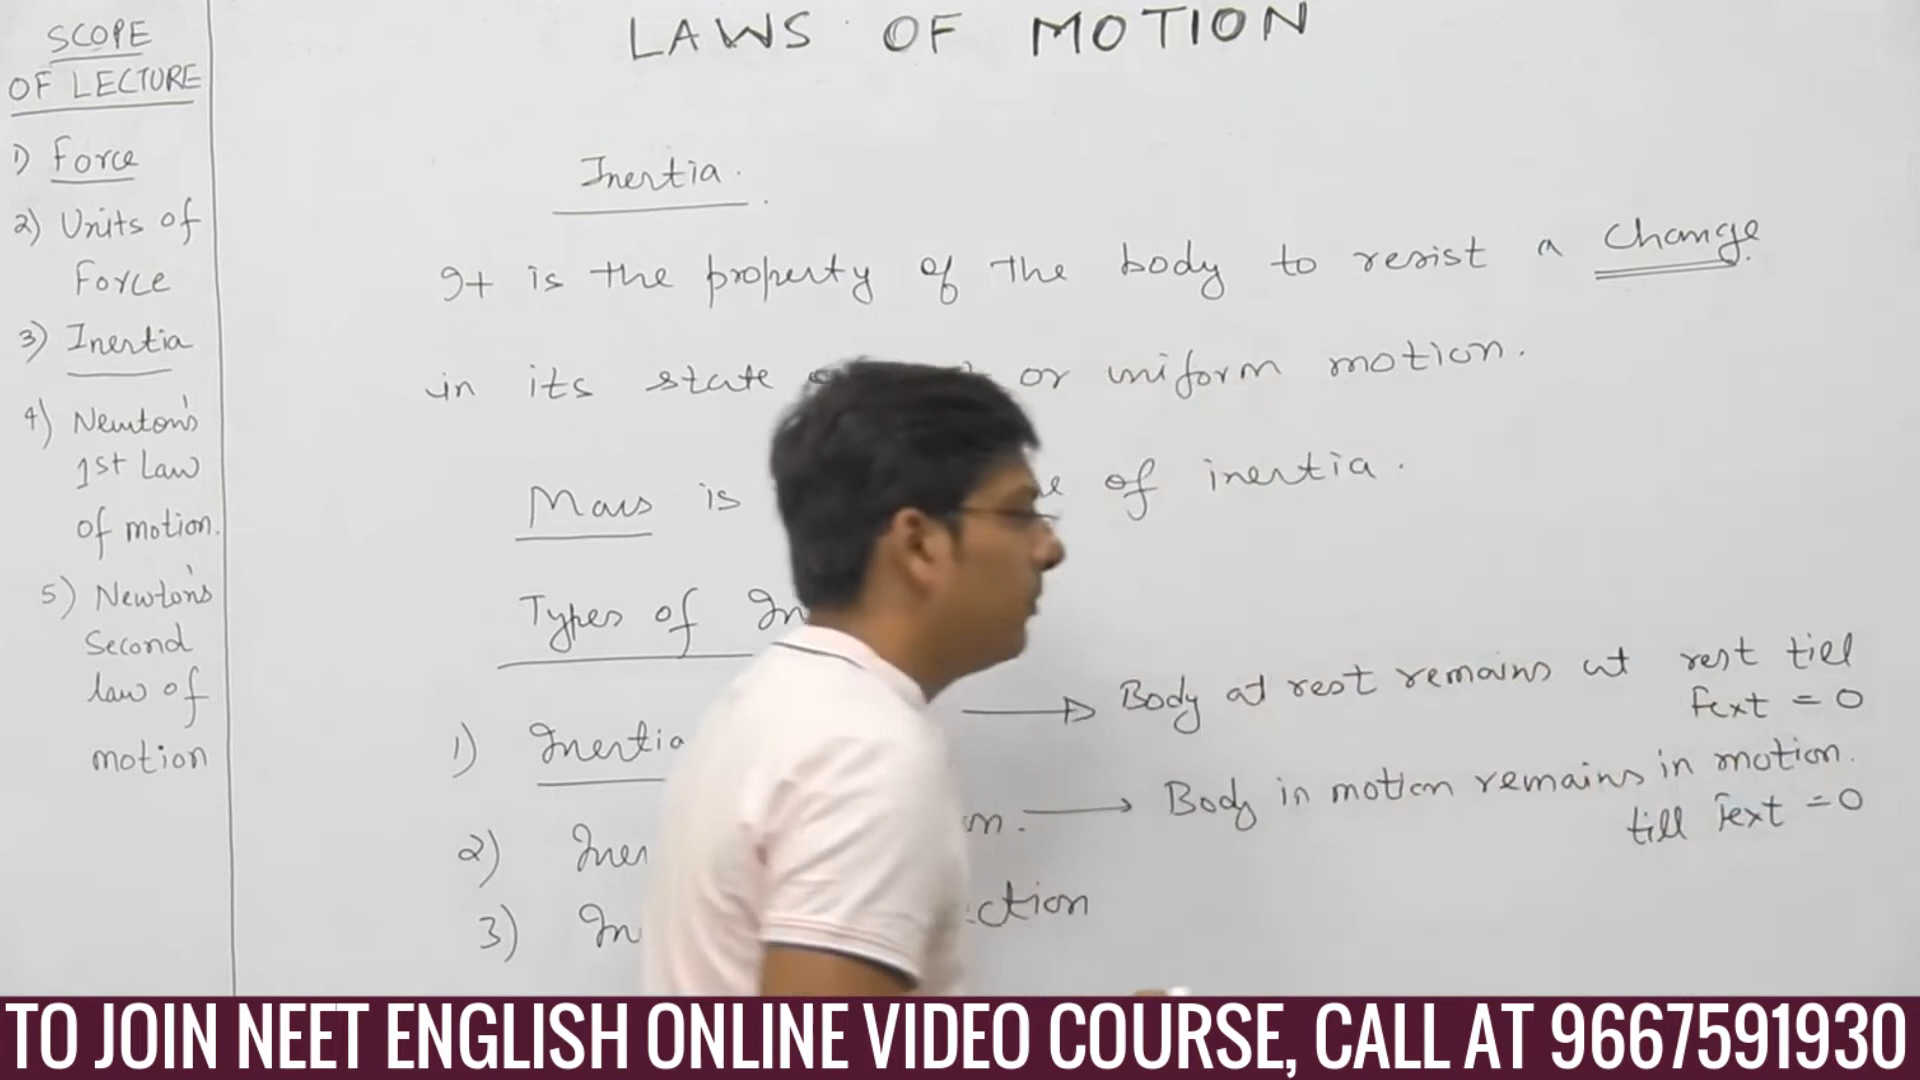 SCOPE
OF LECTURE
1) Force
2) Units of
Force
3) Inertia
4) Newton's
1st Law
of motion.
5) Newton's
Second
law of
motion
LAWS OF MOTION
Inertia.
It is the property of the body to resist a change.
in its state or uniform motion.
Mass is of inertia.
Types of In
1) Inertia → Body at rest remains at rest till
Fext = 0
2) Iner m. → Body in motion remains in motion.
till Fext = 0
3) In ction
TO JOIN NEET ENGLISH ONLINE VIDEO COURSE, CALL AT 9667591930